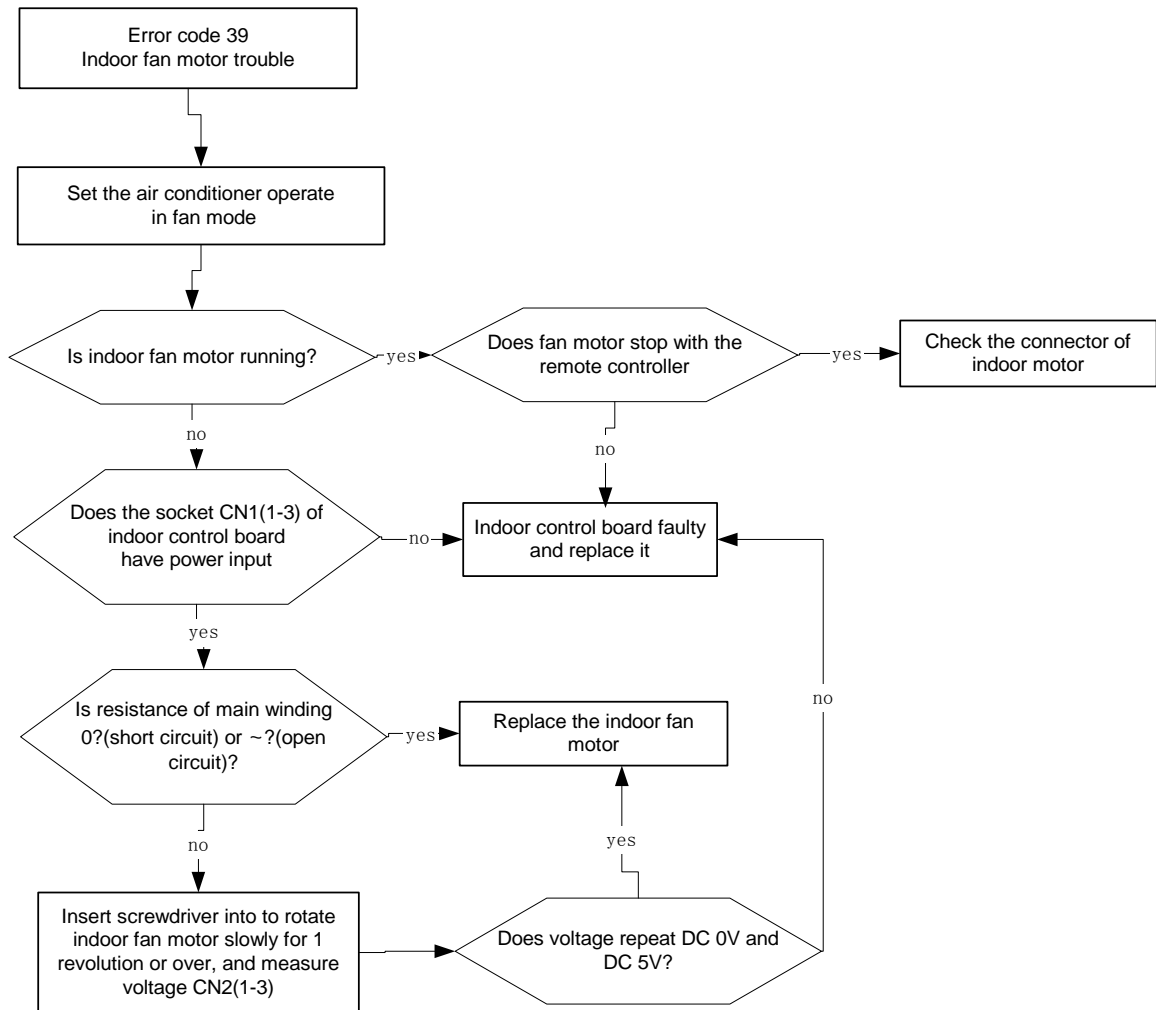 Error code 39
Indoor fan motor trouble
Set the air conditioner operate
in fan mode
Is indoor fan motor running?
yes
Does fan motor stop with the
remote controller
yes
Check the connector of
indoor motor
no
no
Does the socket CN1(1-3) of
indoor control board
have power input
no
Indoor control board faulty
and replace it
yes
no
Is resistance of main winding
0?(short circuit) or ~?(open
circuit)?
yes
Replace the indoor fan
motor
no
yes
Insert screwdriver into to rotate
indoor fan motor slowly for 1
revolution or over, and measure
voltage CN2(1-3)
Does voltage repeat DC 0V and
DC 5V?